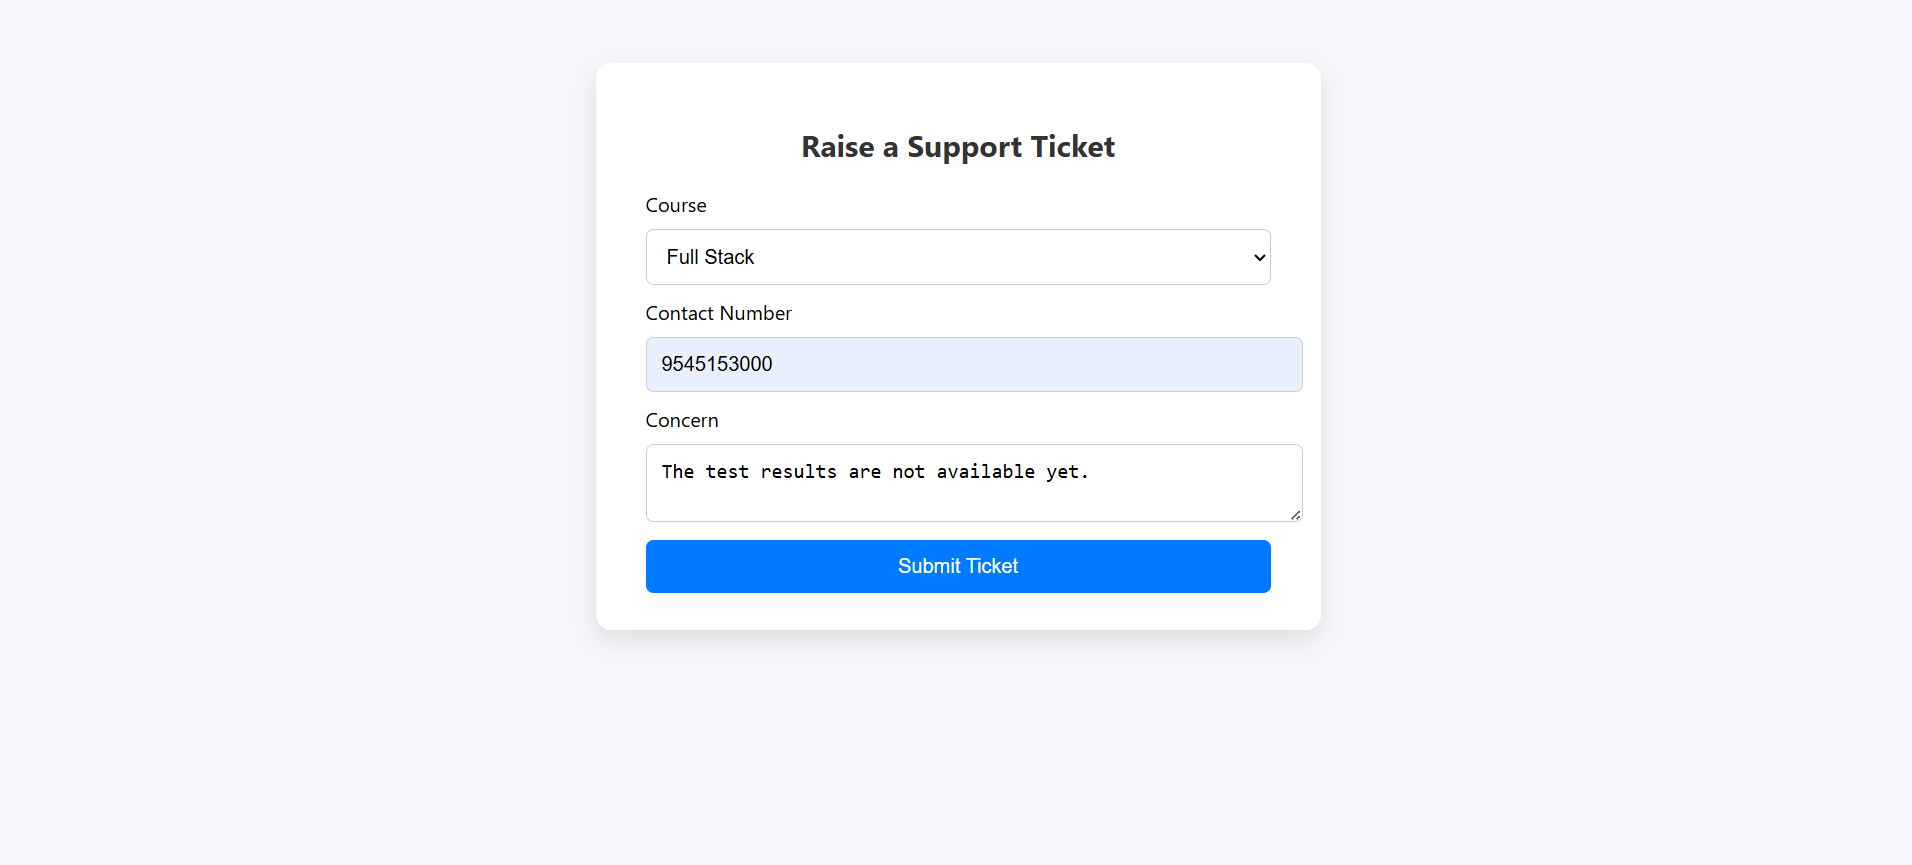 Raise a Support Ticket
Course
Full Stack
Contact Number
9545153000
Concern
The test results are not available yet.
Submit Ticket